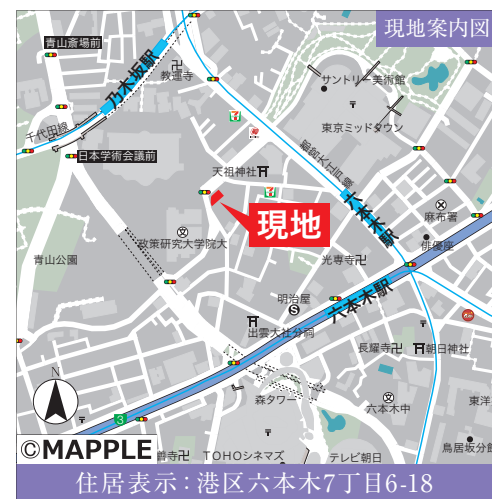 現地案内図
青山斎場前
乃木坂駅
教運寺
サントリー美術館
千代田線
東京ミッドタウン
日本学術会議前
都営大江戸線
天祖神社
六本木駅
麻布署
現地
政策研究大学院大
俳優座
青山公園
光専寺
六本木駅
明治屋
出雲大社分祠
長耀寺
朝日神社
N
森タワー
六本木中
東洋
3
©MAPPLE
善寺
TOHOシネマズ
テレビ朝日
鳥居坂分館
住居表示：港区六本木7丁目6-18